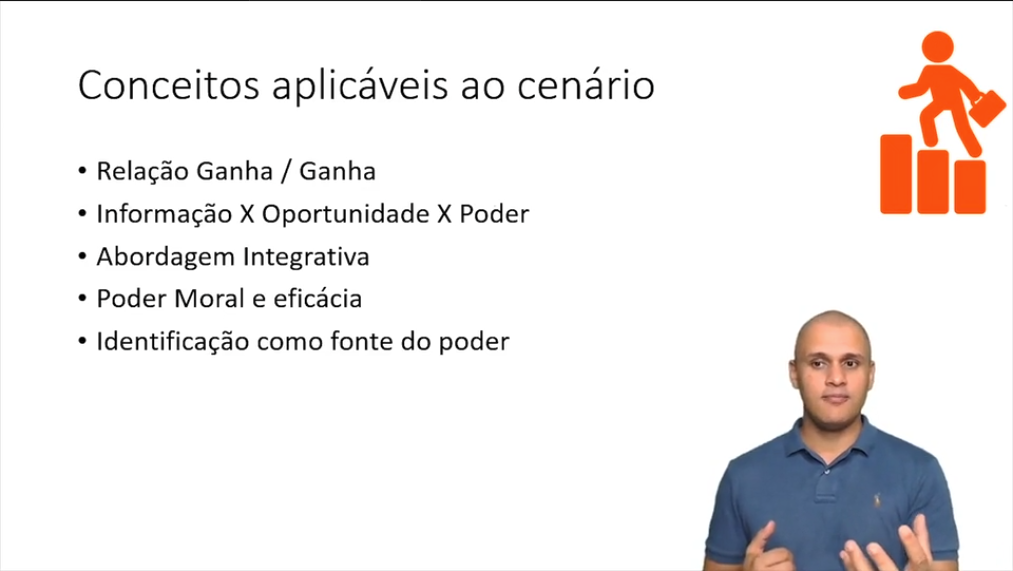 Conceitos aplicáveis ao cenário
• Relação Ganha / Ganha
• Informação X Oportunidade X Poder
• Abordagem Integrativa
• Poder Moral e eficácia
• Identificação como fonte do poder